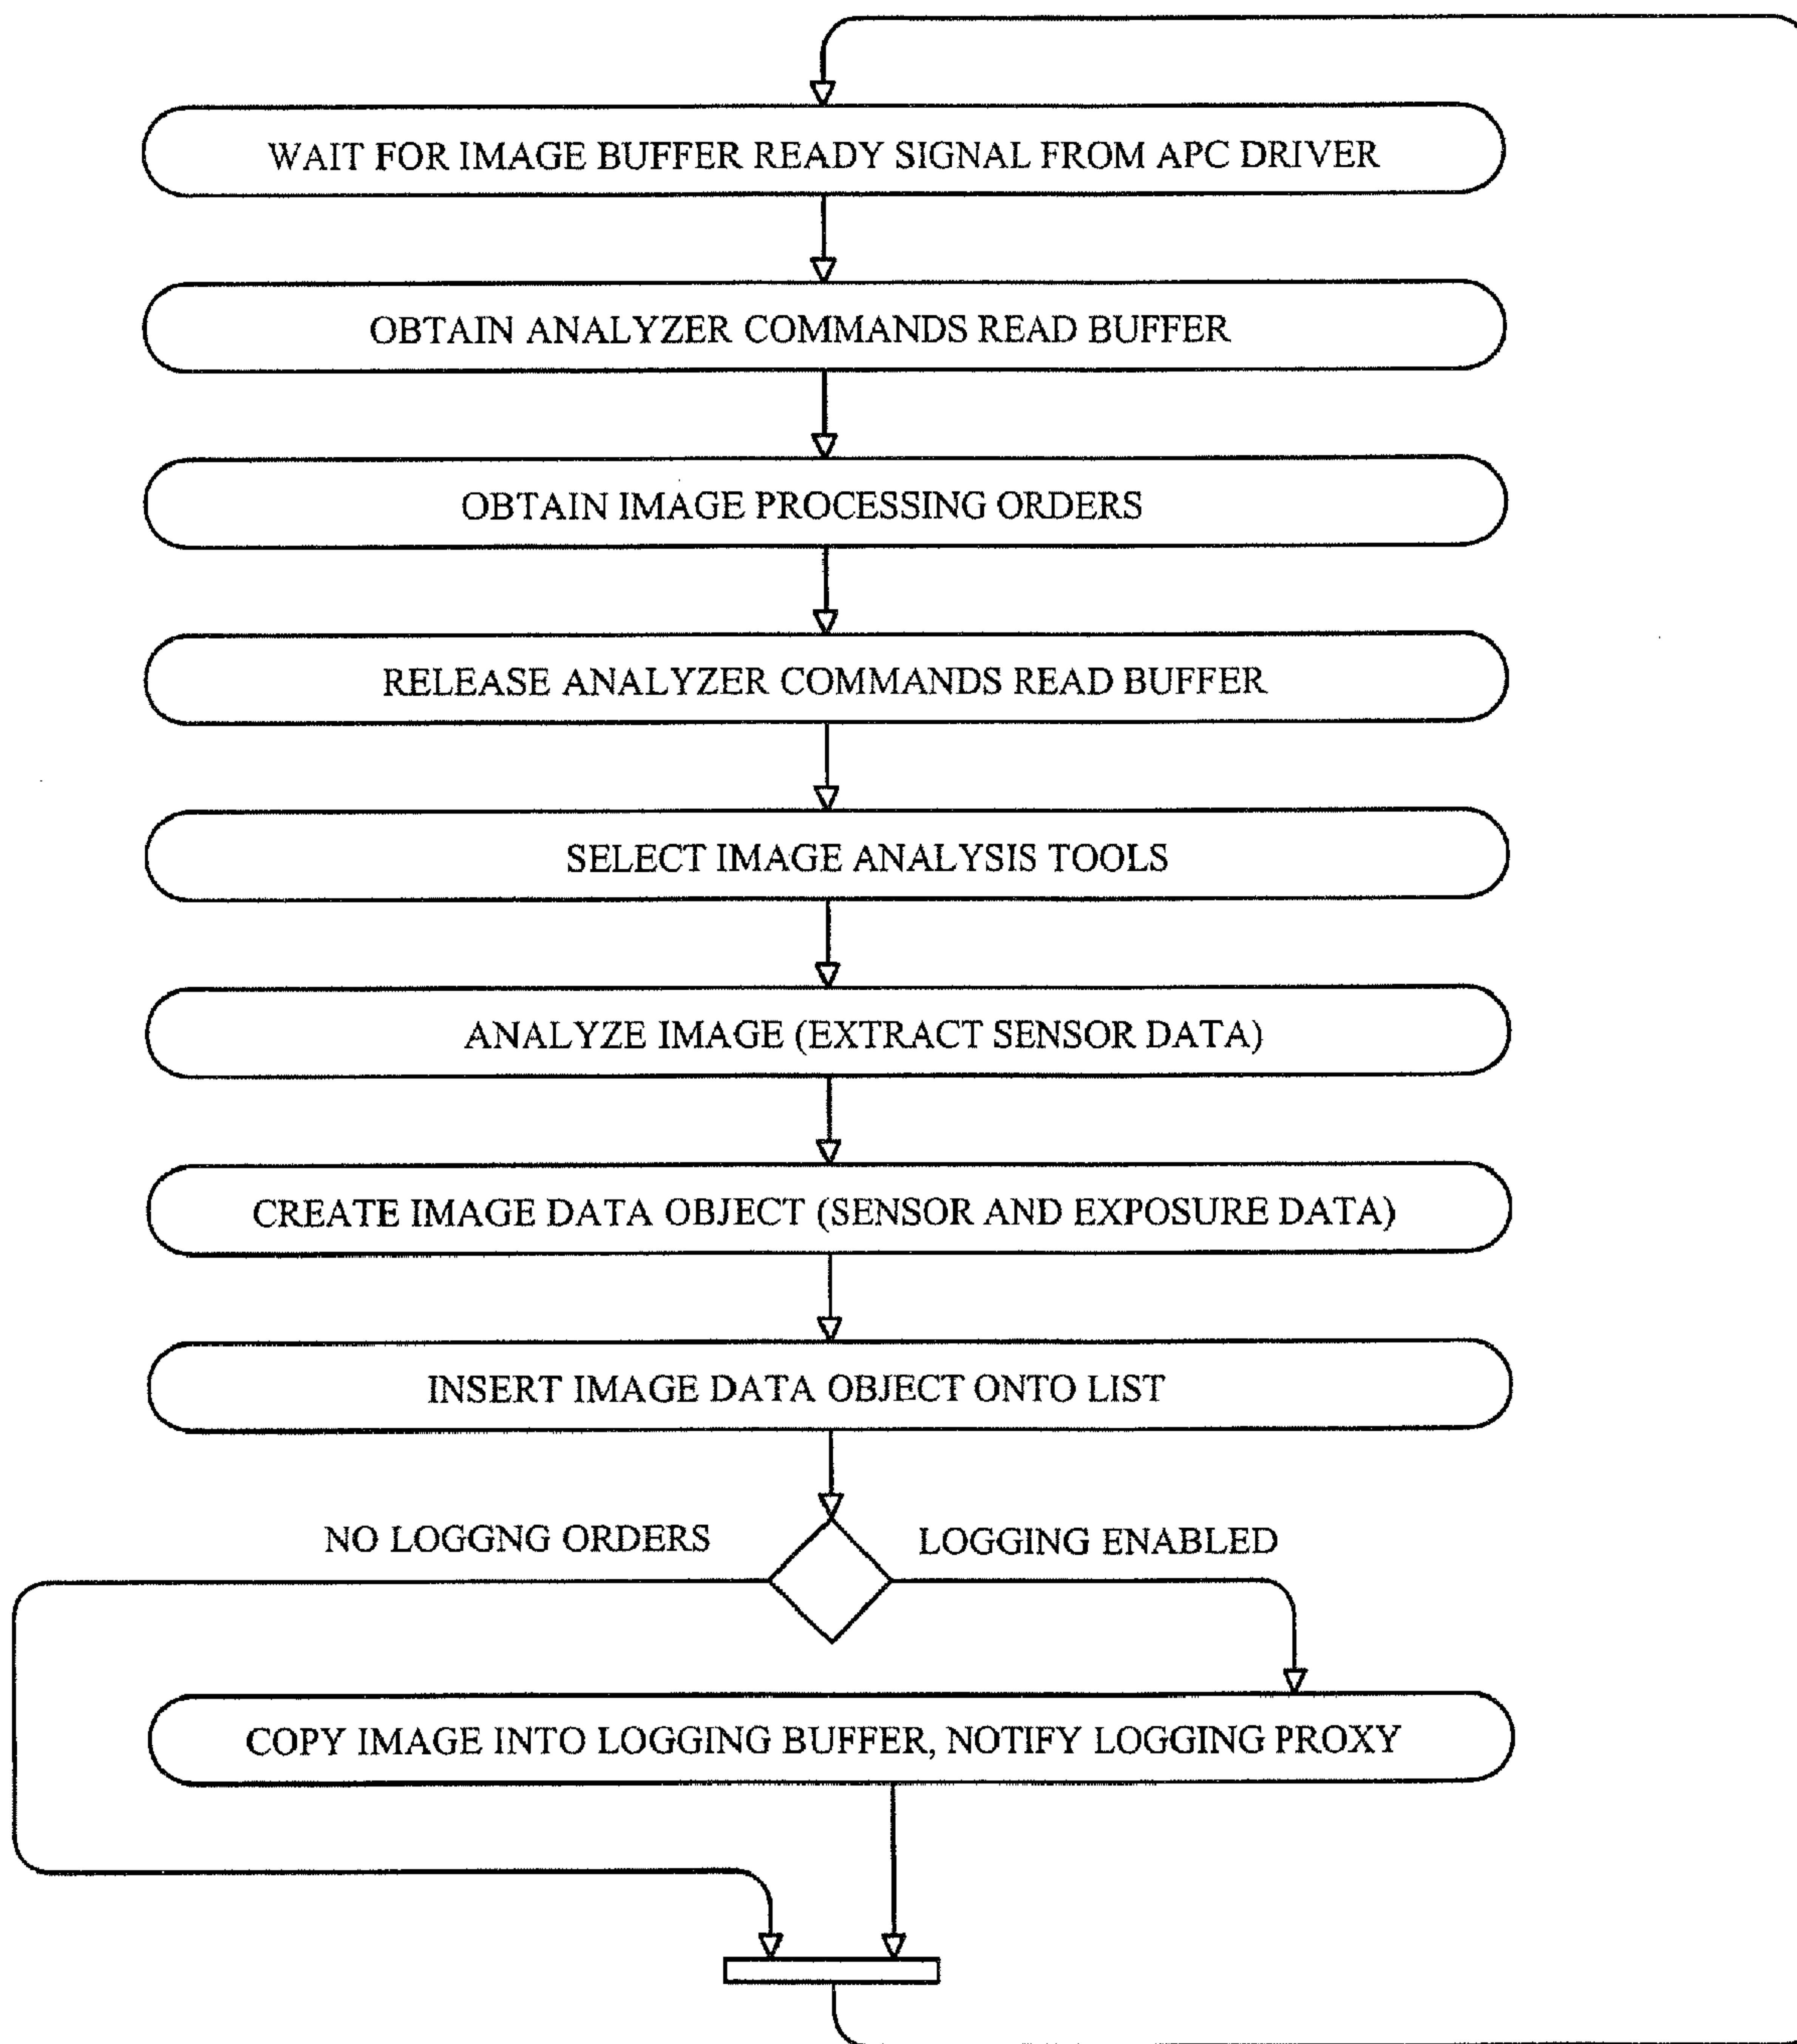 WAIT FOR IMAGE BUFFER READY SIGNAL FROM APC DRIVER
OBTAIN ANALYZER COMMANDS READ BUFFER
OBTAIN IMAGE PROCESSING ORDERS
RELEASE ANALYZER COMMANDS READ BUFFER
SELECT IMAGE ANALYSIS TOOLS
ANALYZE IMAGE (EXTRACT SENSOR DATA)
CREATE IMAGE DATA OBJECT (SENSOR AND EXPOSURE DATA)
INSERT IMAGE DATA OBJECT ONTO LIST
NO LOGGNG ORDERS
LOGGING ENABLED
COPY IMAGE INTO LOGGING BUFFER, NOTIFY LOGGING PROXY